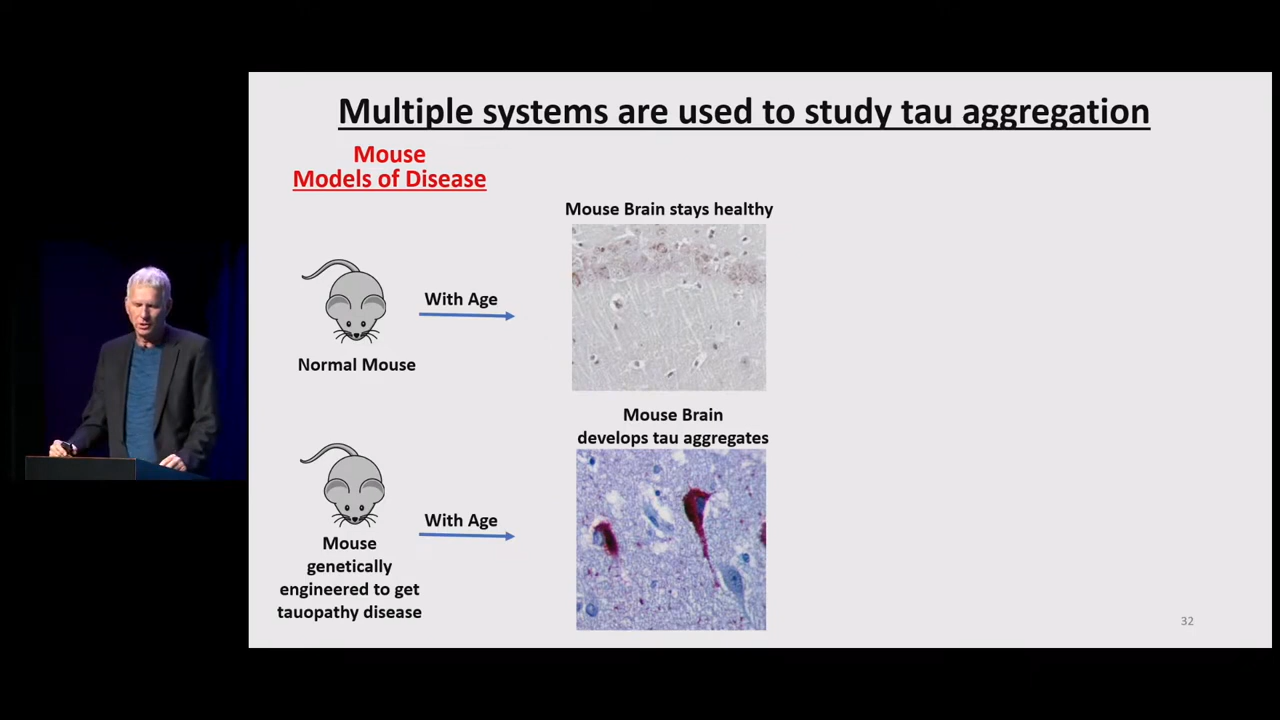 Multiple systems are used to study tau aggregation
Mouse
Models of Disease
Mouse Brain stays healthy
With Age
Normal Mouse
Mouse Brain
develops tau aggregates
With Age
Mouse
genetically
engineered to get
tauopathy disease
32